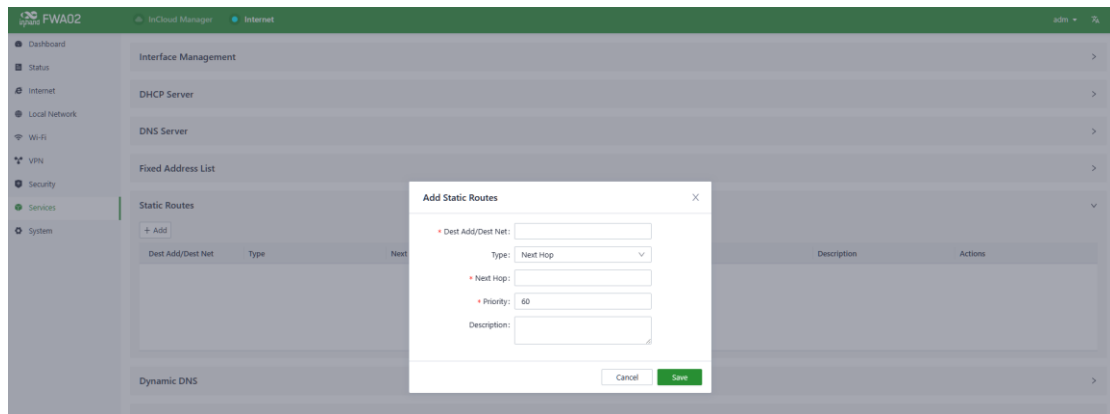 inhand FWA02 InCloud Manager Internet adm
Dashboard
Status
Internet
Local Network
Wi-Fi
VPN
Security
Services
System
Interface Management
DHCP Server
DNS Server
Fixed Address List
Static Routes
+ Add
Dest Add/Dest Net Type Next Description Actions
Dynamic DNS
Add Static Routes
* Dest Add/Dest Net:
Type: Next Hop
* Next Hop:
* Priority: 60
Description:
Cancel Save